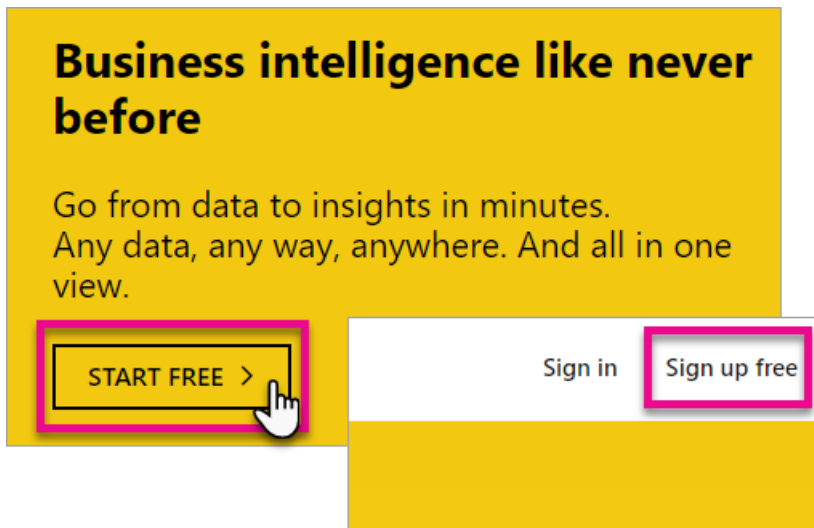 Business intelligence like never
before
Go from data to insights in minutes.
Any data, any way, anywhere. And all in one
view.
START FREE >
Sign in
Sign up free